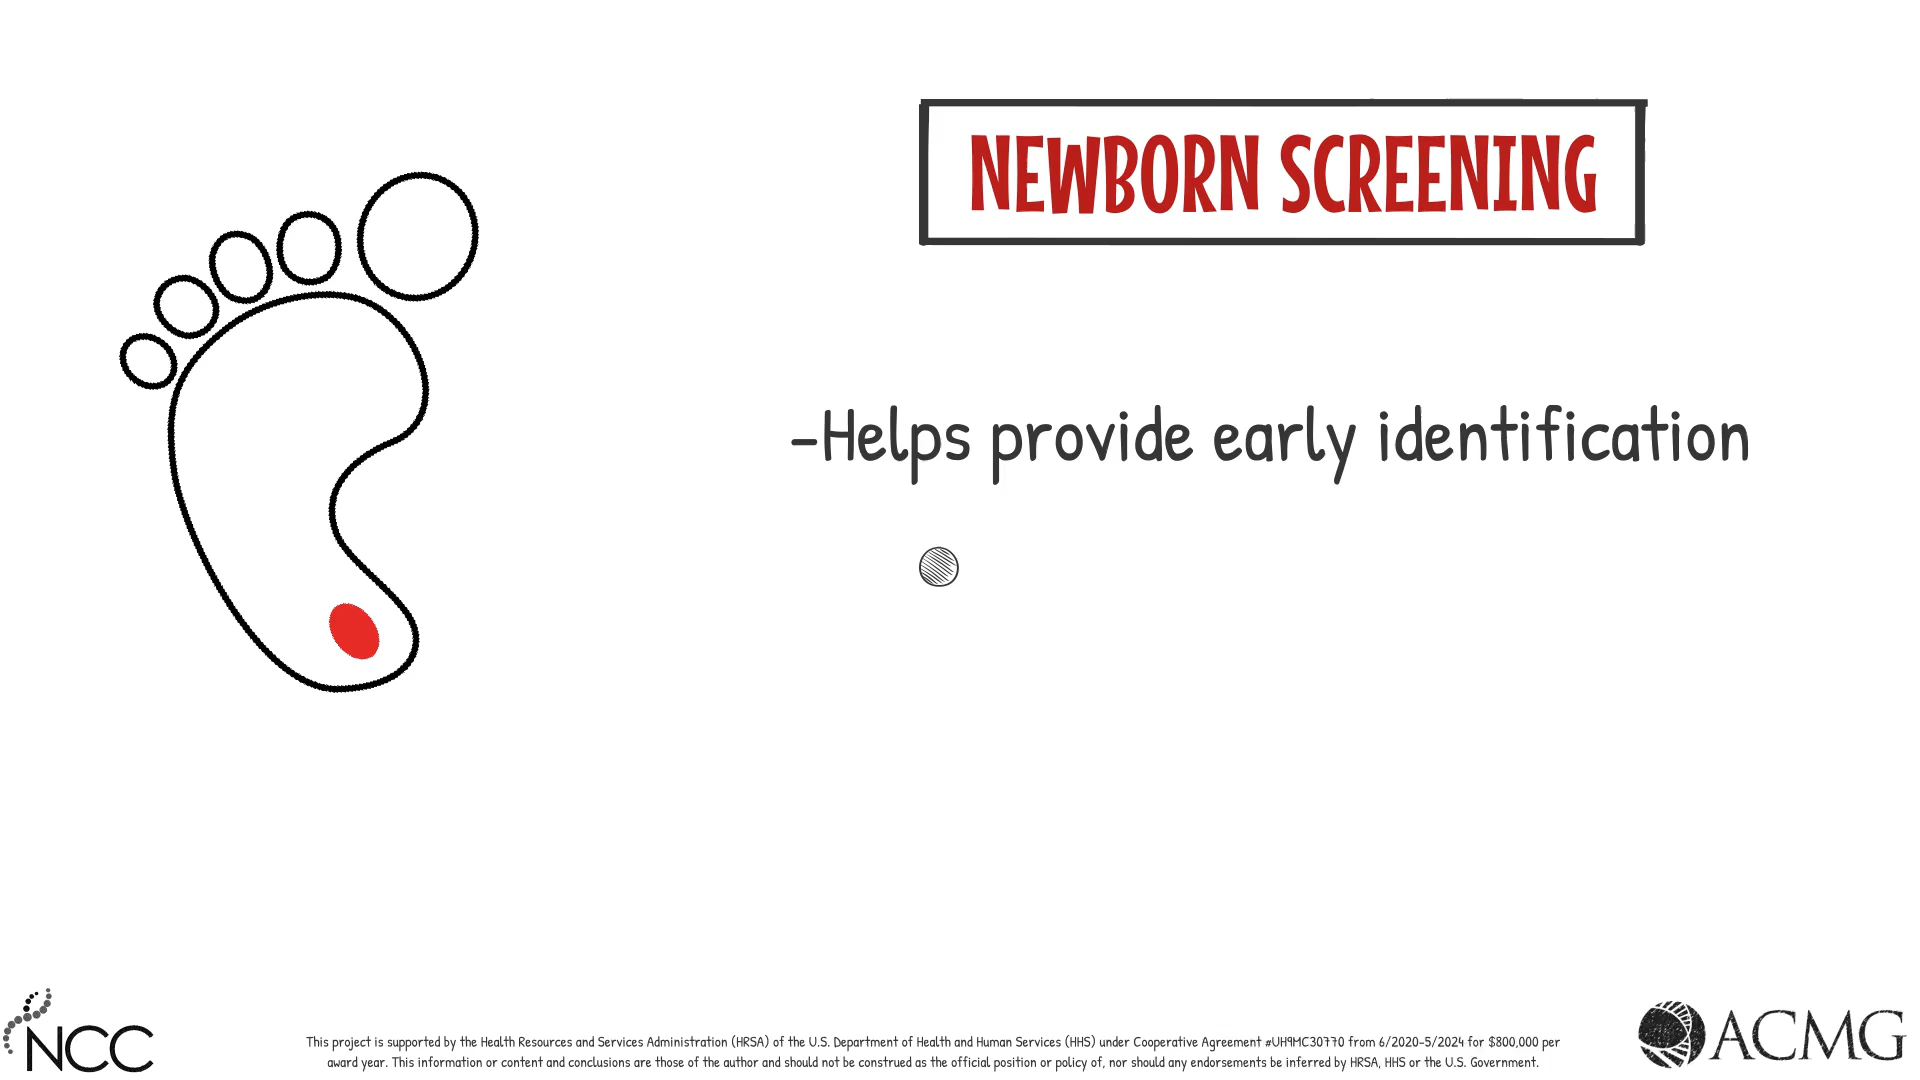 NEWBORN SCREENING
-Helps provide early identification
NCC
This project is supported by the Health Resources and Services Administration (HRSA) of the U.S. Department of Health and Human Services (HHS) under Cooperative Agreement #UH9MC30770 from 6/2020-5/2024 for $800,000 per
award year. This information or content and conclusions are those of the author and should not be construed as the official position or policy of, nor should any endorsements be inferred by HRSA, HHS or the U.S. Government.
ACMG